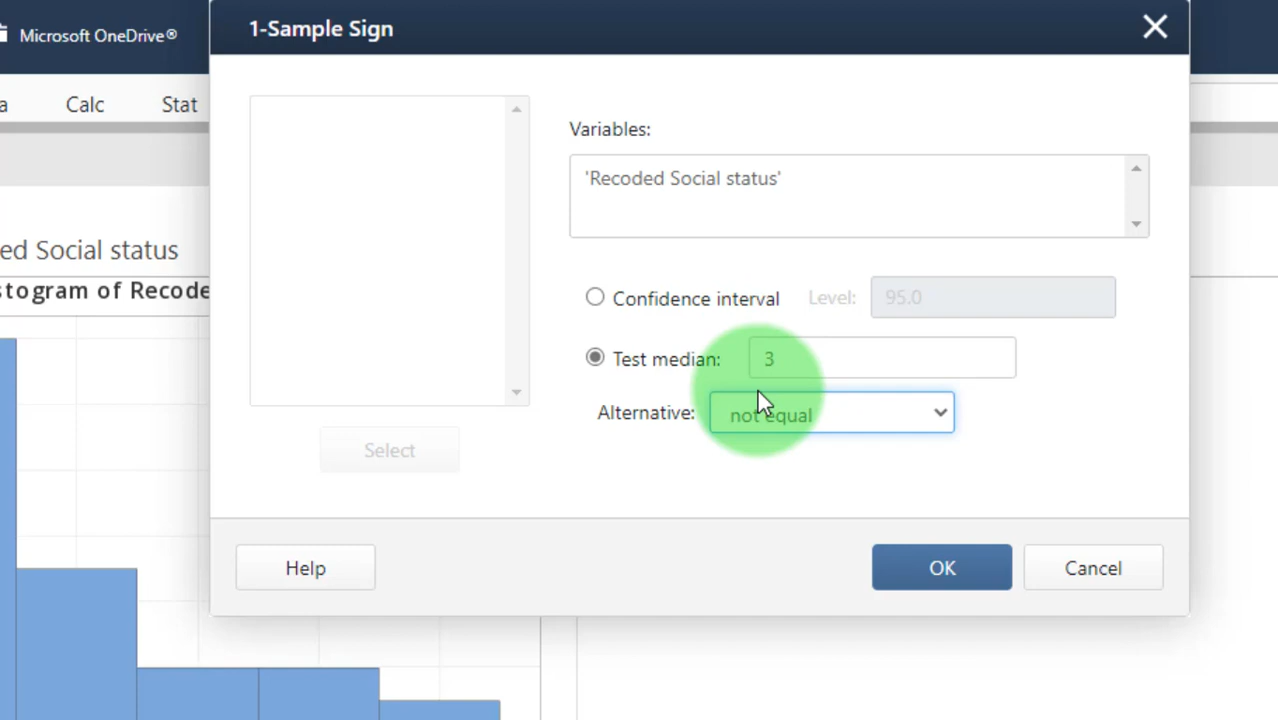 1-Sample Sign
Microsoft OneDrive®
a Calc Stat
Variables:
'Recoded Social status'
ed Social status
stogram of Recode
Confidence interval Level: 95.0
Test median: 3
Alternative: not equal
Select
Help OK Cancel